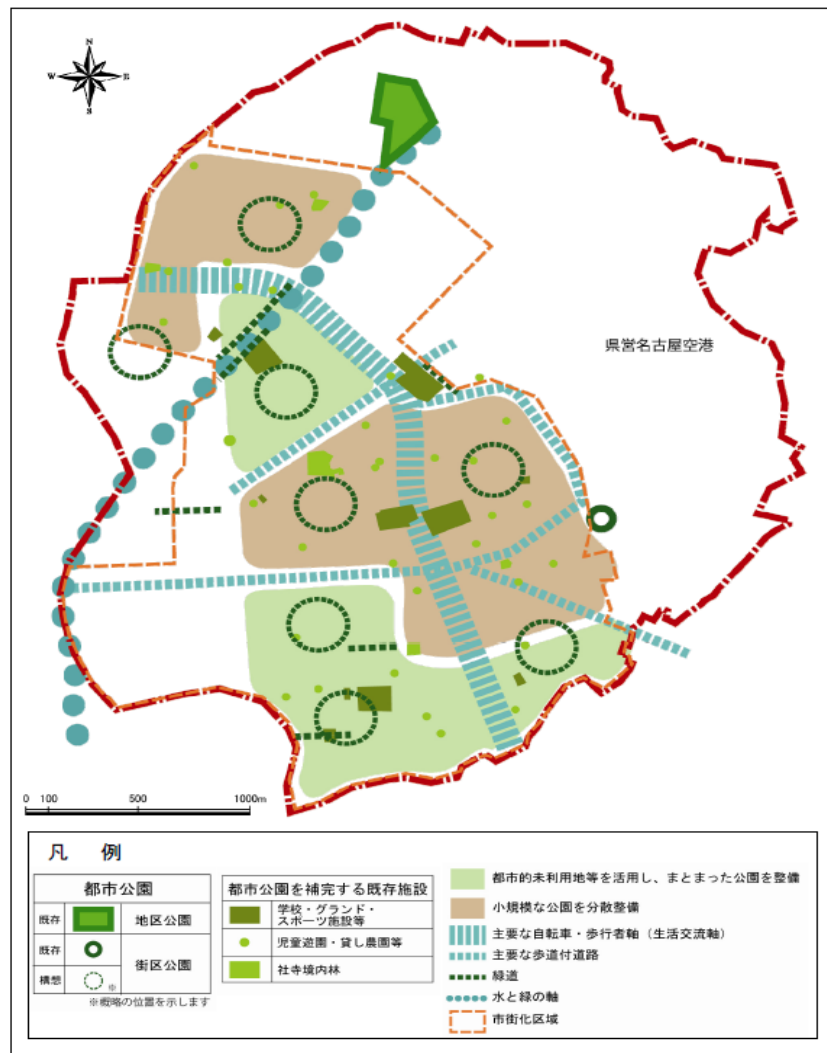 N
W E
S
県営名古屋空港
0 100 500 1000m
凡 例
都市公園
既存 地区公園
既存 街区公園
構想 ※
※概略の位置を示します
都市公園を補完する既存施設
学校・グランド・
スポーツ施設等
児童遊園・貸し農園等
社寺境内林
都市的未利用地等を活用し、まとまった公園を整備
小規模な公園を分散整備
主要な自転車・歩行者軸（生活交流軸）
主要な歩道付道路
緑道
水と緑の軸
市街化区域